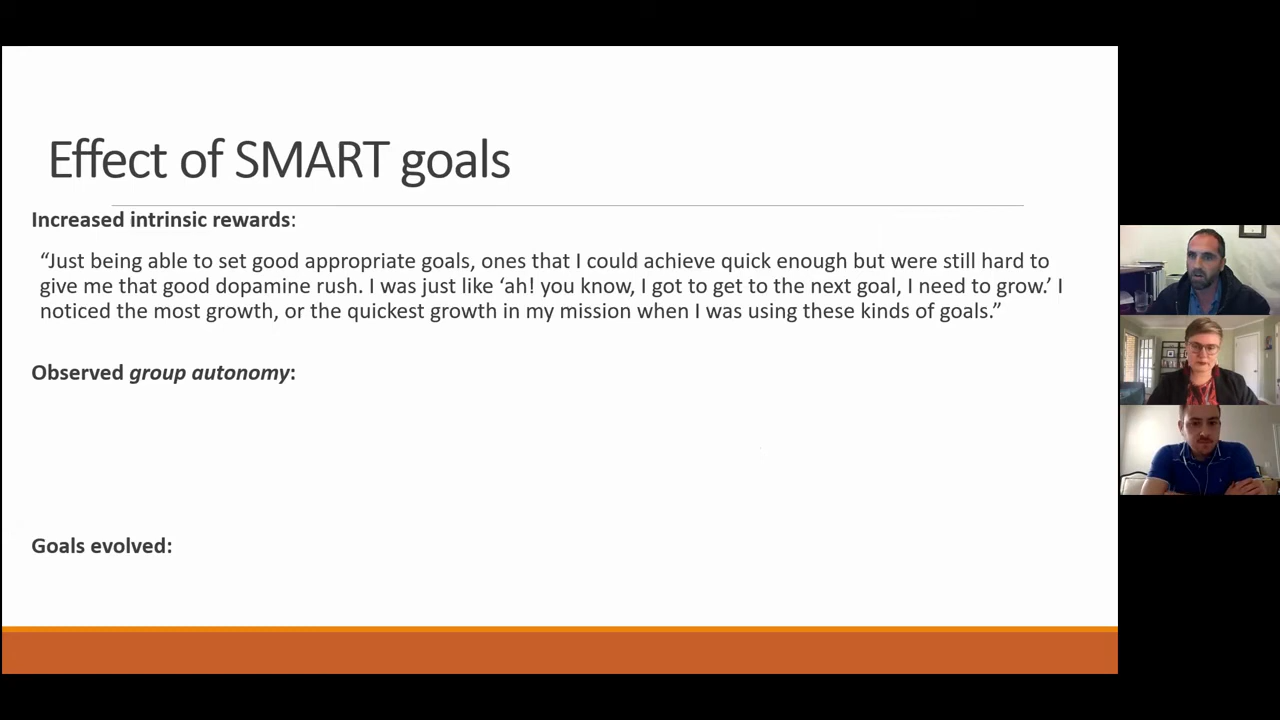 Effect of SMART goals
Increased intrinsic rewards:
“Just being able to set good appropriate goals, ones that I could achieve quick enough but were still hard to
give me that good dopamine rush. I was just like ‘ah! you know, I got to get to the next goal, I need to grow.’ I
noticed the most growth, or the quickest growth in my mission when I was using these kinds of goals.”
Observed group autonomy:
Goals evolved: